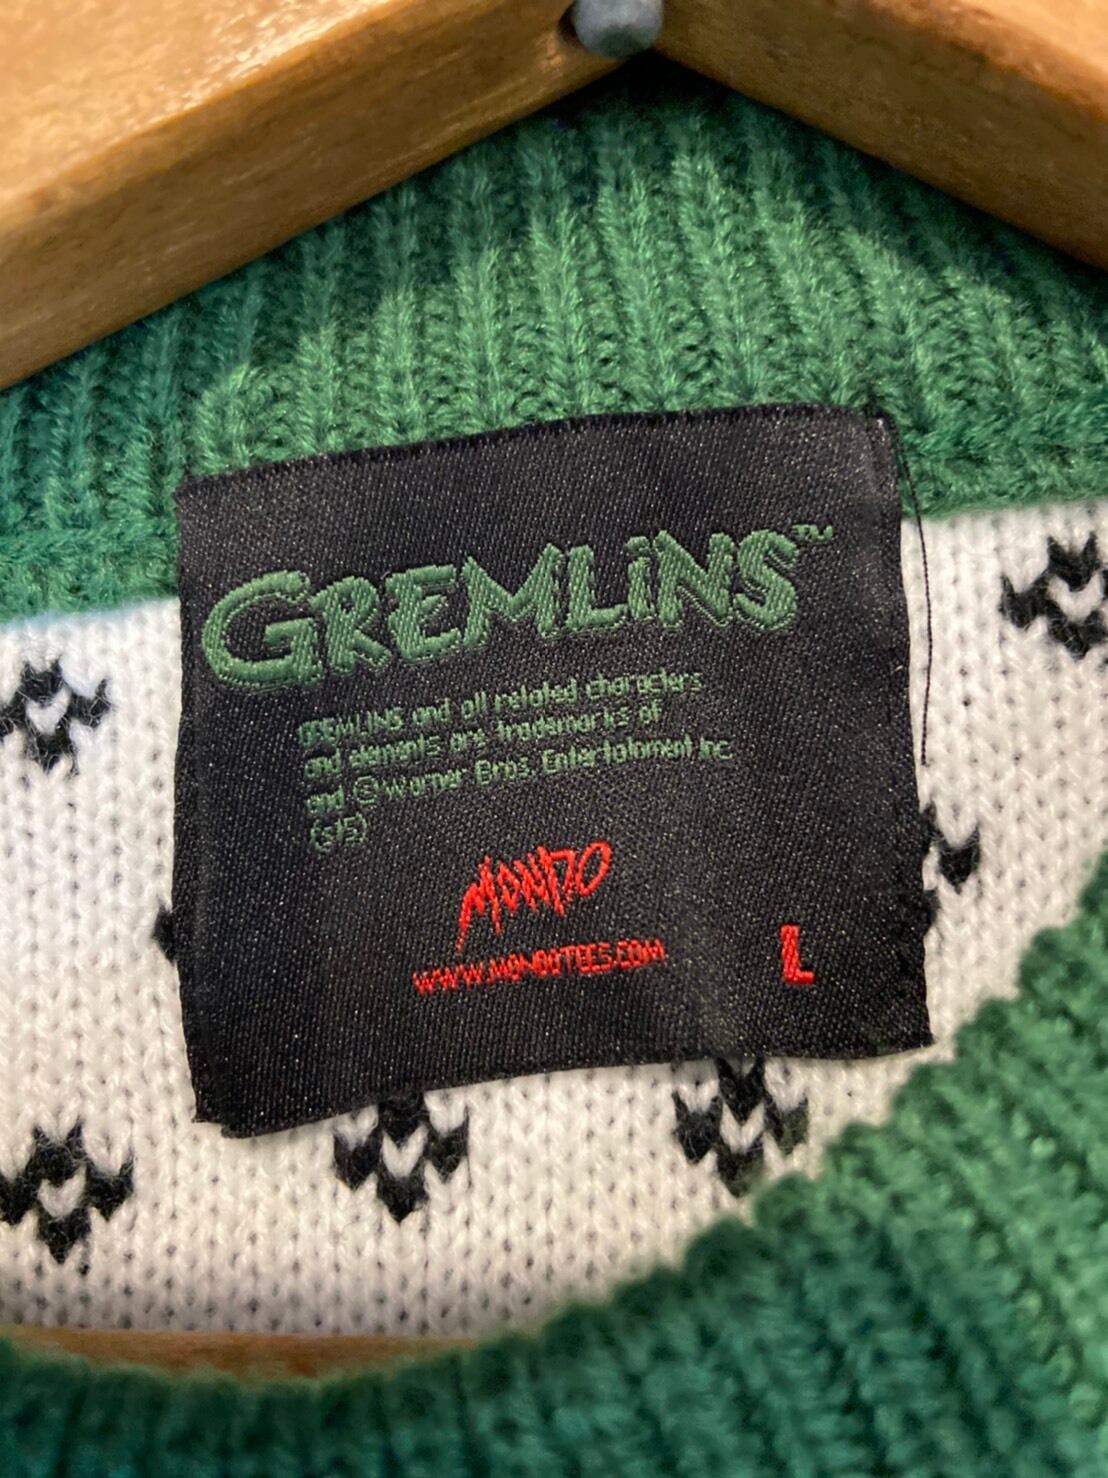 GREMLiNS™
GREMLINS and all related characters
and elements are trademarks of
and © Warner Bros. Entertainment Inc.
(s15)
MONDO
WWW.MONDOTEES.COM
L